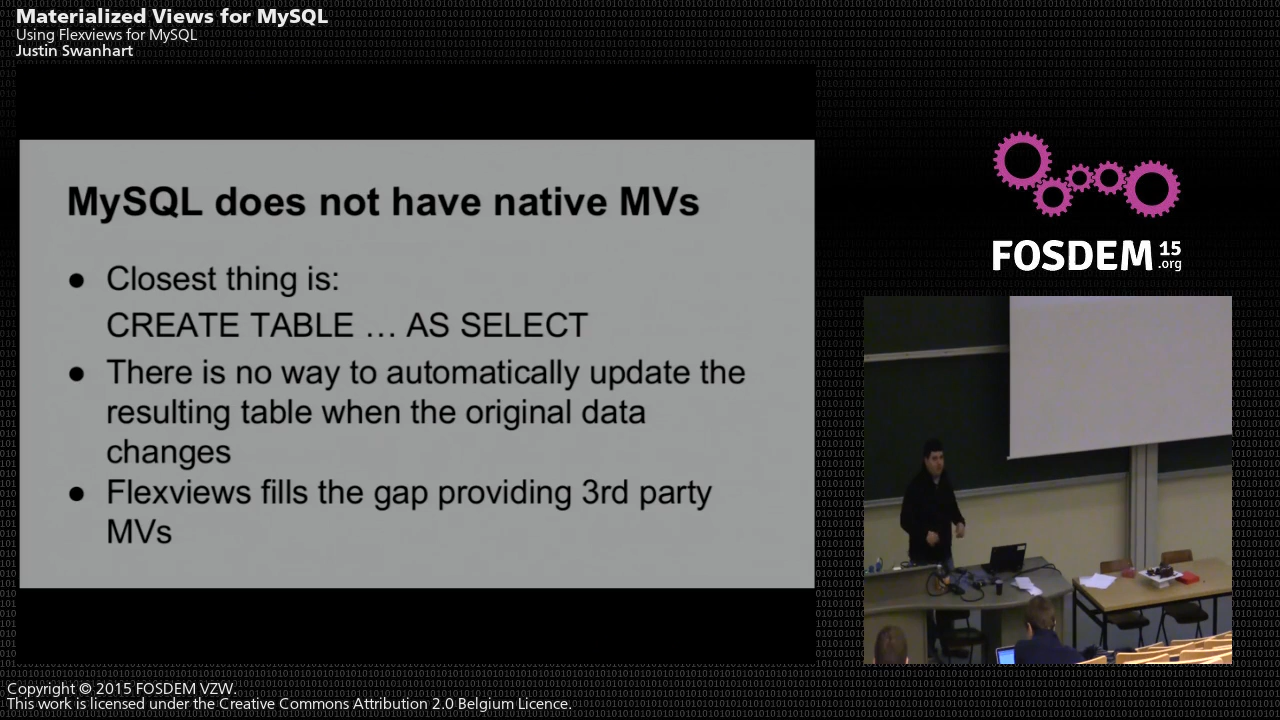 Materialized Views for MySQL
Using Flexviews for MySQL
Justin Swanhart
MySQL does not have native MVs
● Closest thing is:
CREATE TABLE … AS SELECT
● There is no way to automatically update the
resulting table when the original data
changes
● Flexviews fills the gap providing 3rd party
MVs
FOSDEM 15
.org
Copyright © 2015 FOSDEM VZW.
This work is licensed under the Creative Commons Attribution 2.0 Belgium Licence.